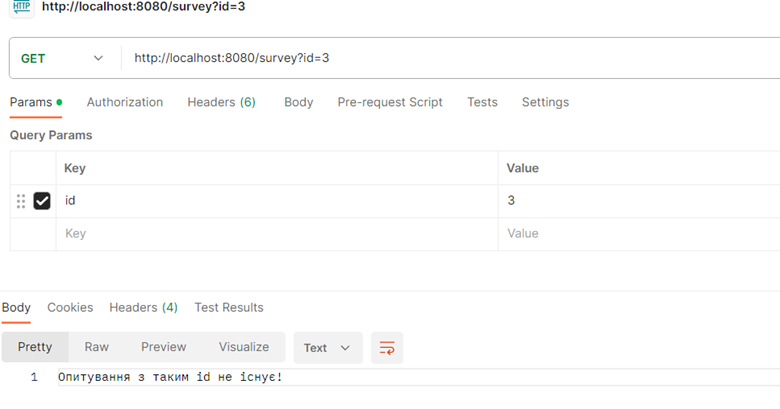 HTTP http://localhost:8080/survey?id=3
GET http://localhost:8080/survey?id=3
Params Authorization Headers (6) Body Pre-request Script Tests Settings
Query Params
Key Value
id 3
Key Value
Body Cookies Headers (4) Test Results
Pretty Raw Preview Visualize Text
1 Опитування з таким id не існує!